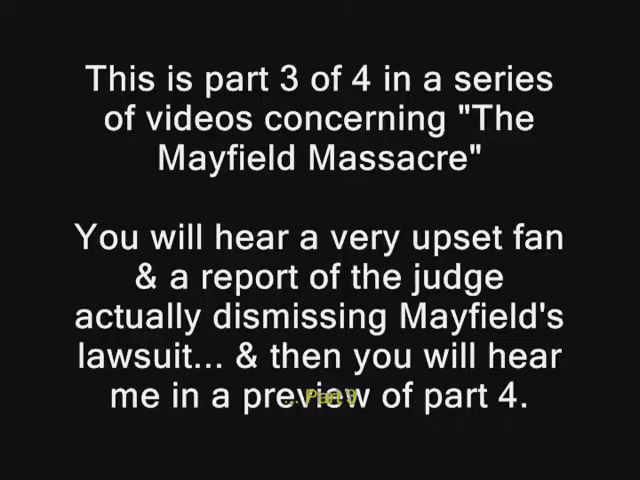 This is part 3 of 4 in a series
of videos concerning "The
Mayfield Massacre"
You will hear a very upset fan
& a report of the judge
actually dismissing Mayfield's
lawsuit... & then you will hear
me in a preview of part 4.
... Part 3